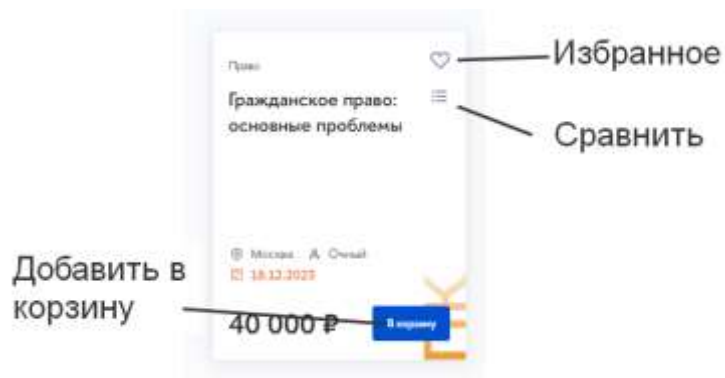 Право
Избранное
Гражданское право:
основные проблемы
Сравнить
Москва Очный
18.12.2023
Добавить в
корзину
40 000 ₽
В корзину